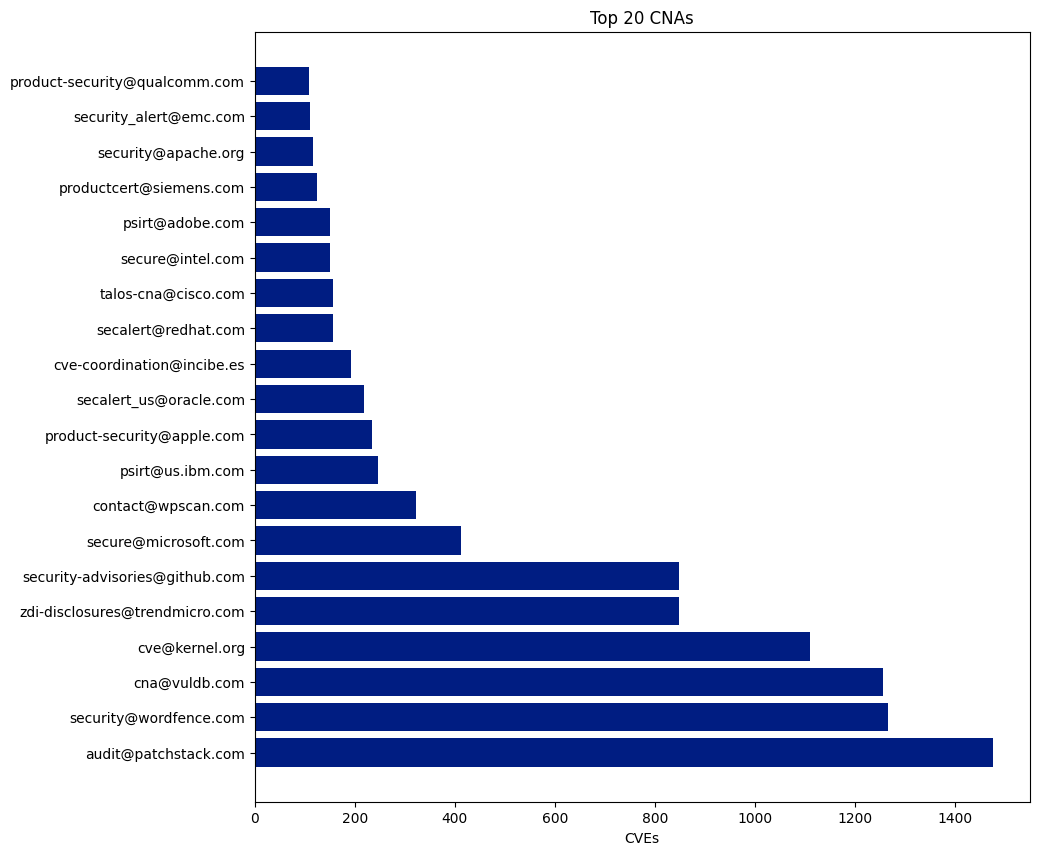 Top 20 CNAs
product-security@qualcomm.com
security_alert@emc.com
security@apache.org
productcert@siemens.com
psirt@adobe.com
secure@intel.com
talos-cna@cisco.com
secalert@redhat.com
cve-coordination@incibe.es
secalert_us@oracle.com
product-security@apple.com
psirt@us.ibm.com
contact@wpscan.com
secure@microsoft.com
security-advisories@github.com
zdi-disclosures@trendmicro.com
cve@kernel.org
cna@vuldb.com
security@wordfence.com
audit@patchstack.com
0 200 400 600 800 1000 1200 1400
CVEs